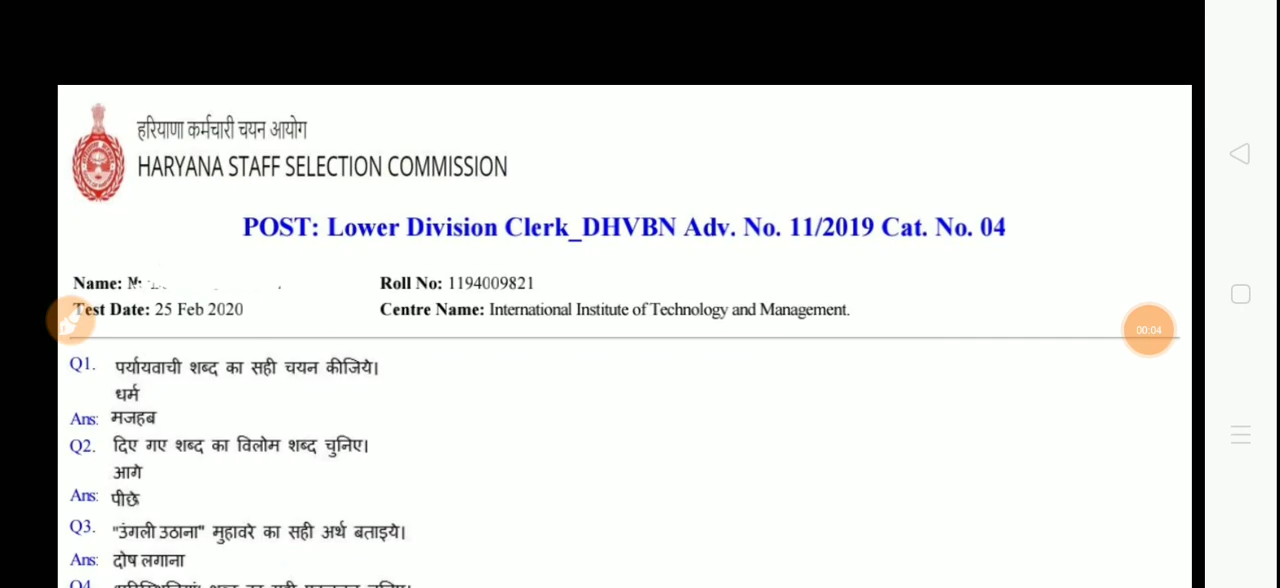 हरियाणा कर्मचारी चयन आयोग
HARYANA STAFF SELECTION COMMISSION
POST: Lower Division Clerk_DHVBN Adv. No. 11/2019 Cat. No. 04
Name: Roll No: 1194009821
Test Date: 25 Feb 2020 Centre Name: International Institute of Technology and Management.
00:04
Q1. पर्यायवाची शब्द का सही चयन कीजिये।
धर्म
Ans: मजहब
Q2. दिए गए शब्द का विलोम शब्द चुनिए।
आगे
Ans: पीछे
Q3. "उंगली उठाना" मुहावरे का सही अर्थ बताइये।
Ans: दोष लगाना
Q4